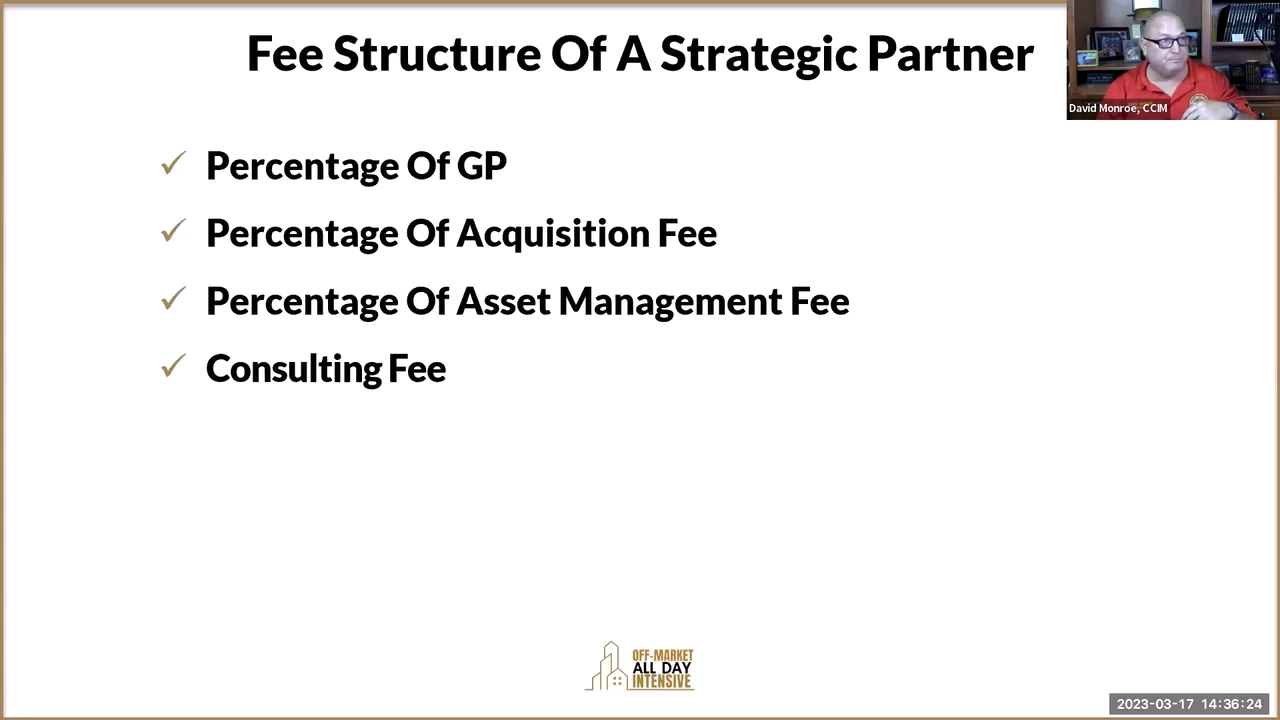 Fee Structure Of A Strategic Partner
David Monroe, CCIM
✓ Percentage Of GP
✓ Percentage Of Acquisition Fee
✓ Percentage Of Asset Management Fee
✓ Consulting Fee
OFF-MARKET
ALL DAY
INTENSIVE
2023-03-17 14:36:24